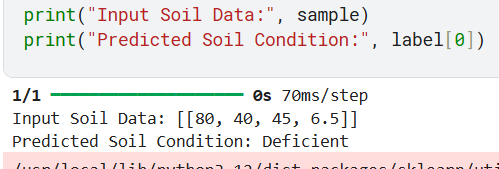 print("Input Soil Data:", sample)
print("Predicted Soil Condition:", label[0])
1/1 ━━━━━━━━━━━━━━━━━━━━ 0s 70ms/step
Input Soil Data: [[80, 40, 45, 6.5]]
Predicted Soil Condition: Deficient
/usr/local/lib/python3.12/dist-packages/sklearn/uti